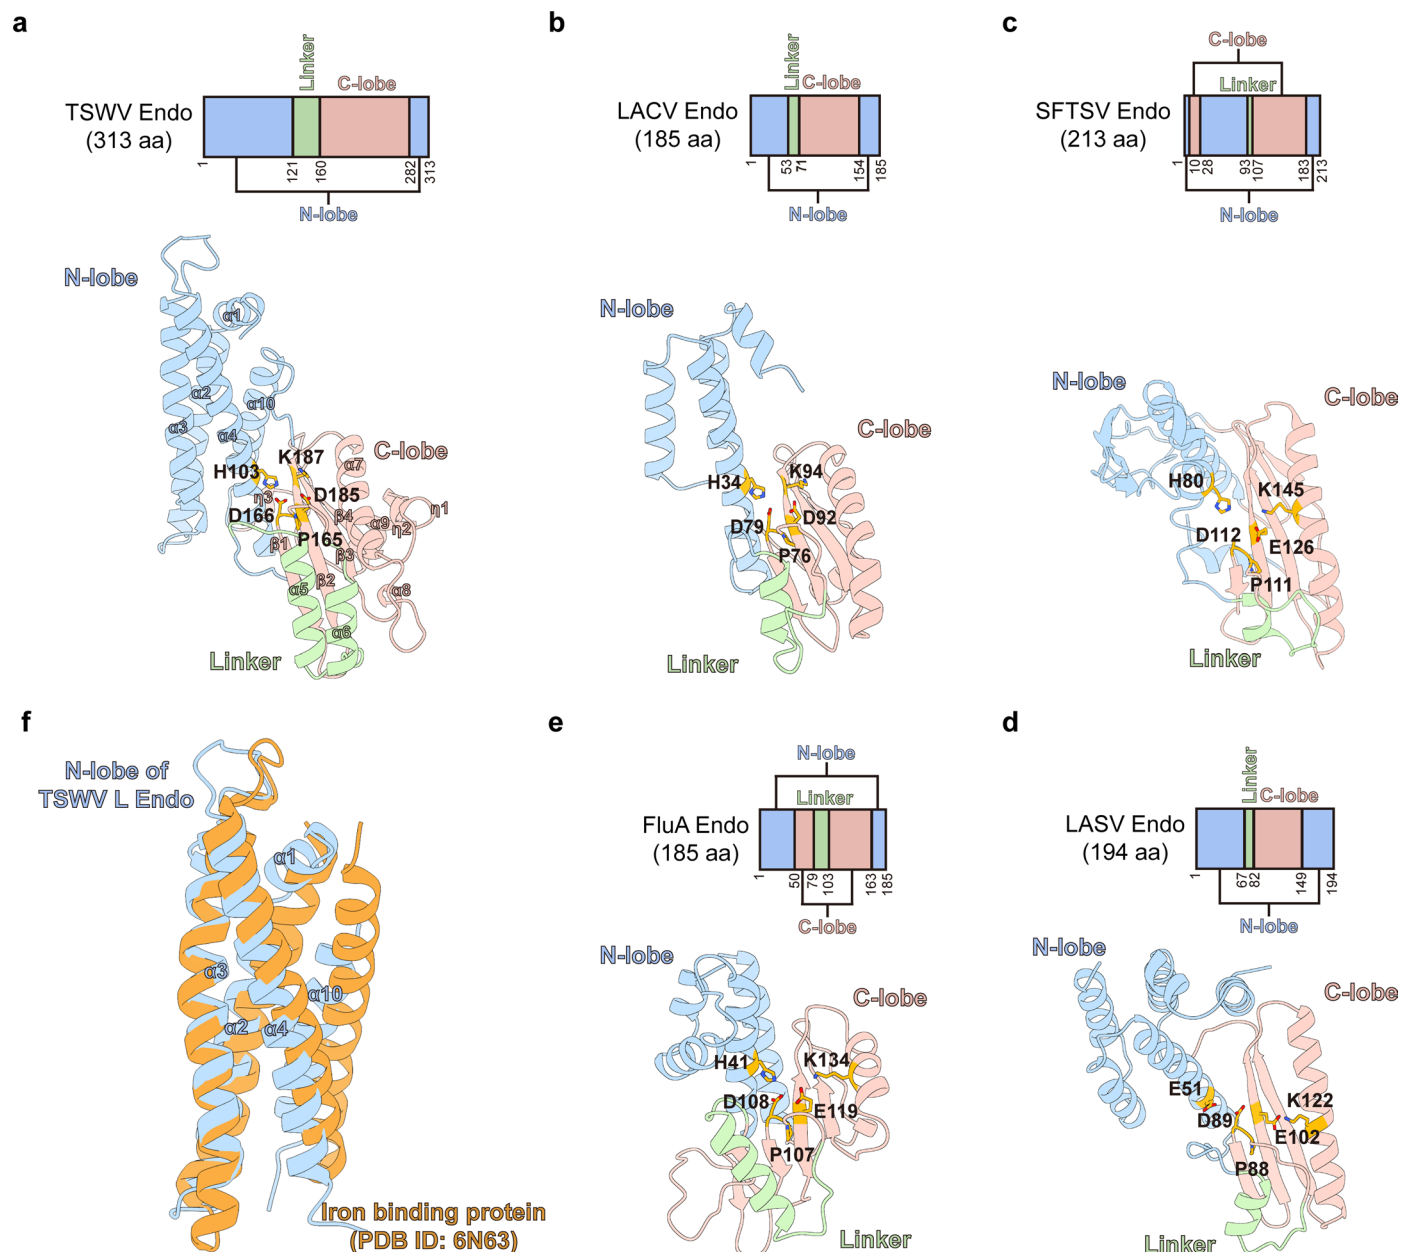 a
Linker
C-lobe
TSWV Endo
(313 aa)
1
121
160
282
313
N-lobe
N-lobe
α1
α2
α3
α10
α4
C-lobe
K187
α7
H103
η3
D185
D166
β4
α9
η2
η1
P165
β1
β3
β2
α5
α8
α6
Linker
b
Linker
C-lobe
LACV Endo
(185 aa)
1
53
71
154
185
N-lobe
N-lobe
C-lobe
H34
K94
D79
D92
P76
Linker
c
C-lobe
Linker
SFTSV Endo
(213 aa)
1
10
28
93
107
183
213
N-lobe
N-lobe
C-lobe
H80
K145
D112
E126
P111
Linker
f
N-lobe of
TSWV L Endo
α1
α3
α10
α2
α4
Iron binding protein
(PDB ID: 6N63)
e
N-lobe
Linker
FluA Endo
(185 aa)
1
50
79
103
163
185
C-lobe
N-lobe
C-lobe
H41
K134
D108
E119
P107
Linker
d
Linker
C-lobe
LASV Endo
(194 aa)
1
67
82
149
194
N-lobe
N-lobe
C-lobe
E51
K122
D89
E102
P88
Linker